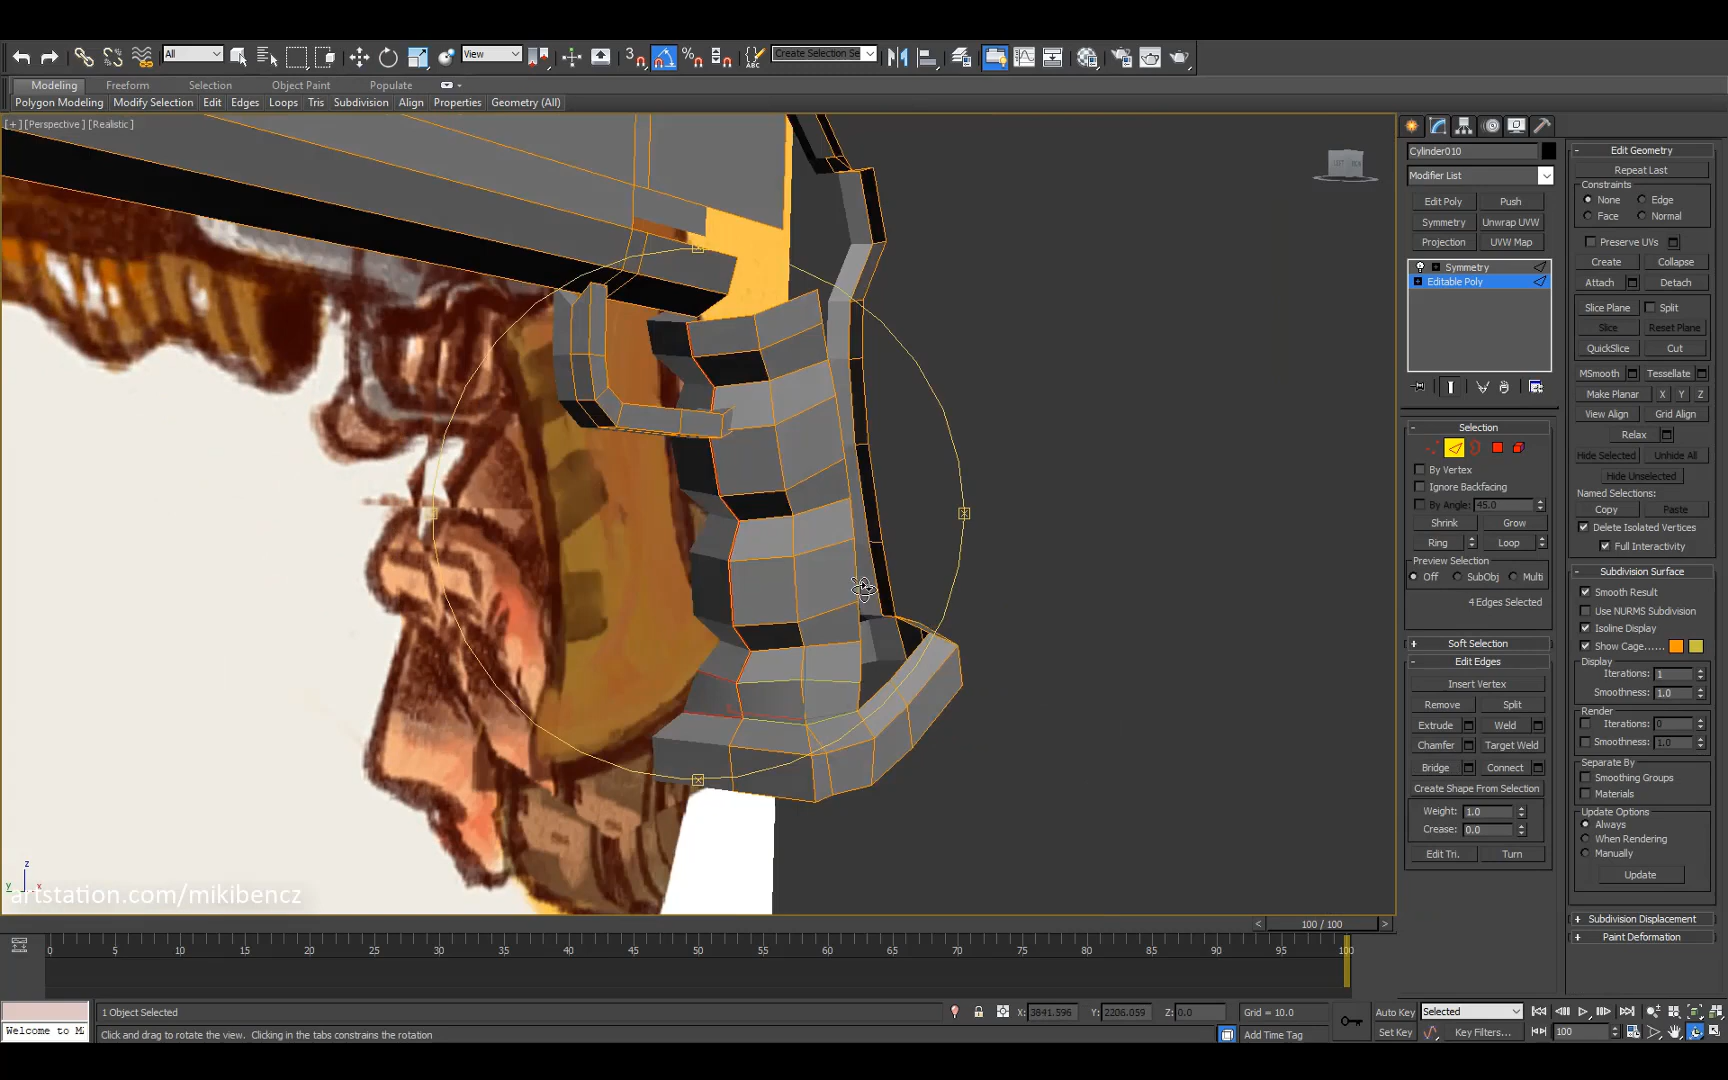 All
View
Create Selection Se
Modeling
Freeform
Selection
Object Paint
Populate
Polygon Modeling
Modify Selection
Edit
Edges
Loops
Tris
Subdivision
Align
Properties
Geometry (All)
[+] [Perspective] [Realistic]
Cylinder010
Modifier List
Edit Poly
Push
Symmetry
Unwrap UVW
Projection
UVW Map
Symmetry
Editable Poly
Selection
By Vertex
Ignore Backfacing
By Angle: 45.0
Shrink
Grow
Ring
Loop
Preview Selection
Off
SubObj
Multi
4 Edges Selected
Soft Selection
Edit Edges
Insert Vertex
Remove
Split
Extrude
Weld
Chamfer
Target Weld
Bridge
Connect
Create Shape From Selection
Weight: 1.0
Crease: 0.0
Edit Tri.
Turn
Edit Geometry
Repeat Last
Constraints
None
Edge
Face
Normal
Preserve UVs
Create
Collapse
Attach
Detach
Slice Plane
Split
Slice
Reset Plane
QuickSlice
Cut
MSmooth
Tessellate
Make Planar
X
Y
Z
View Align
Grid Align
Relax
Hide Selected
Unhide All
Hide Unselected
Named Selections:
Copy
Paste
Delete Isolated Vertices
Full Interactivity
Subdivision Surface
Smooth Result
Use NURMS Subdivision
Isoline Display
Show Cage......
Display
Iterations: 1
Smoothness: 1.0
Render
Iterations: 0
Smoothness: 1.0
Separate By
Smoothing Groups
Materials
Update Options
Always
When Rendering
Manually
Update
Subdivision Displacement
Paint Deformation
z
y
x
artstation.com/mikibencz
100 / 100
0 5 10 15 20 25 30 35 40 45 50 55 60 65 70 75 80 85 90 95 100
1 Object Selected
X: 3841.596
Y: 2206.059
Z: 0.0
Grid = 10.0
Auto Key
Selected
Welcome to M
Click and drag to rotate the view. Clicking in the tabs constrains the rotation
Add Time Tag
Set Key
Key Filters...
100